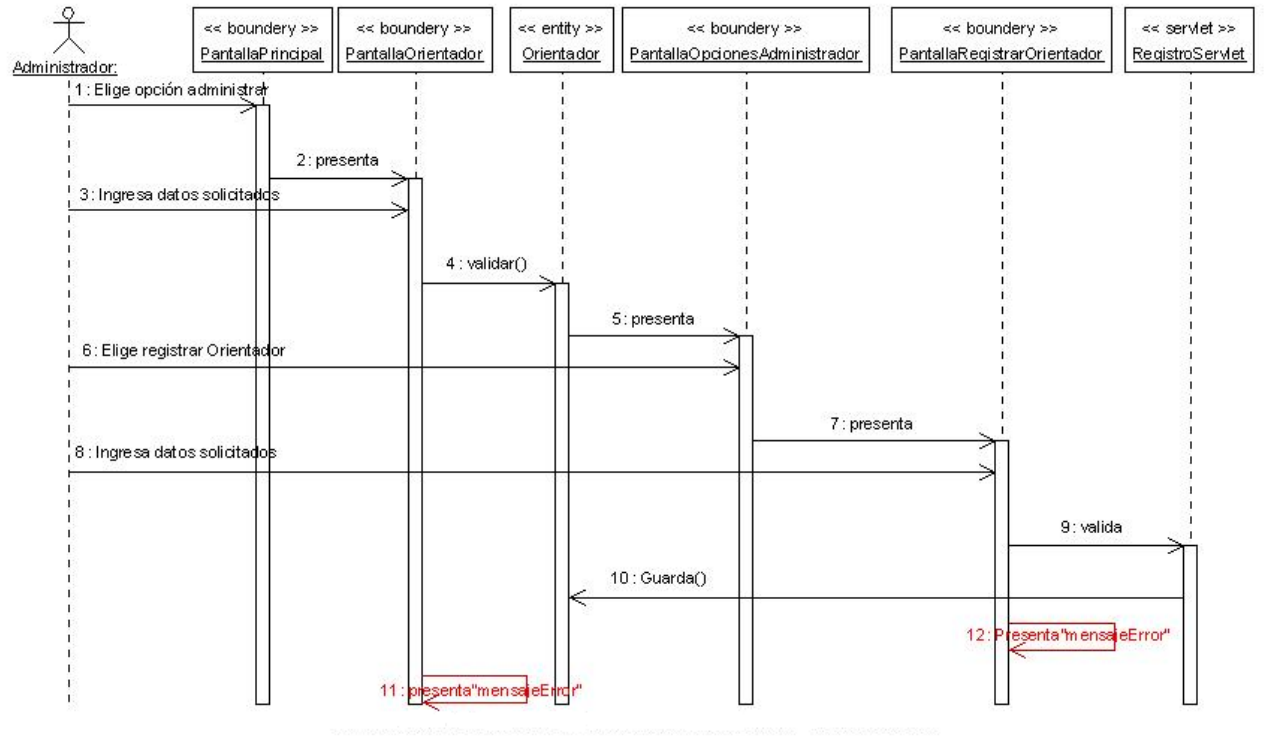 << boundery >>
PantallaPrincipal
<< boundery >>
PantallaOrientador
<< entity >>
Orientador
<< boundery >>
PantallaOpcionesAdministrador
<< boundery >>
PantallaRegistrarOrientador
<< servlet >>
RegistroServlet
Administrador:
1 : Elige opción administrar
2 : presenta
3 : Ingresa datos solicitados
4 : validar()
5 : presenta
6 : Elige registrar Orientador
7 : presenta
8 : Ingresa datos solicitados
9 : valida
10 : Guarda()
12 : Presenta"mensajeError"
11 : presenta"mensajeError"